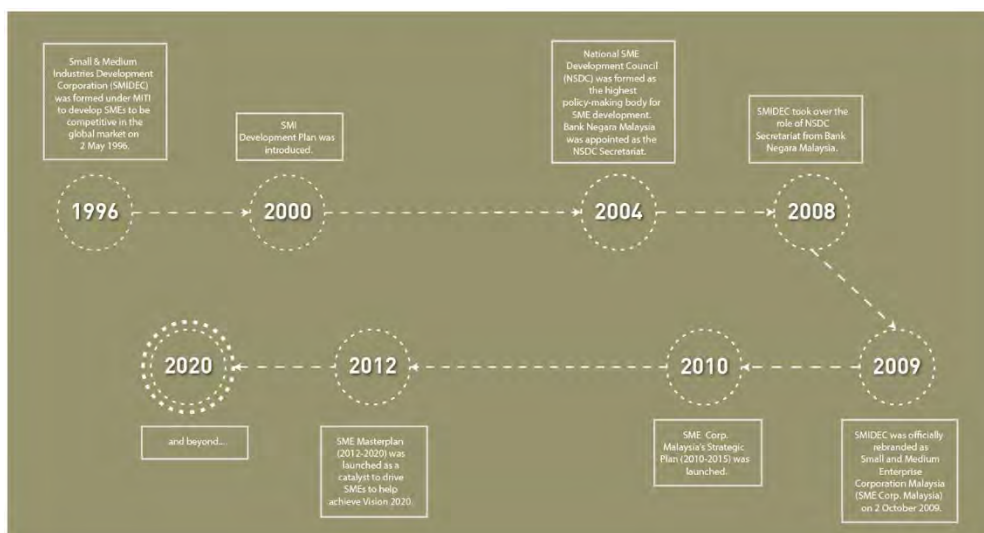 Small & Medium
Industries Development
Corporation (SMIDEC)
was formed under MITI
to develop SMEs to be
competitive in the
global market on
2 May 1996.
1996
SMI
Development Plan was
introduced.
2000
National SME
Development Council
(NSDC) was formed as
the highest
policy-making body for
SME development.
Bank Negara Malaysia
was appointed as the
NSDC Secretariat.
2004
SMIDEC took over the
role of NSDC
Secretariat from Bank
Negara Malaysia.
2008
2009
SMIDEC was officially
rebranded as
Small and Medium
Enterprise
Corporation Malaysia
(SME Corp. Malaysia)
on 2 October 2009.
2010
SME Corp.
Malaysia's Strategic
Plan (2010-2015) was
launched.
2012
SME Masterplan
(2012-2020) was
launched as a
catalyst to drive
SMEs to help
achieve Vision 2020.
2020
and beyond...